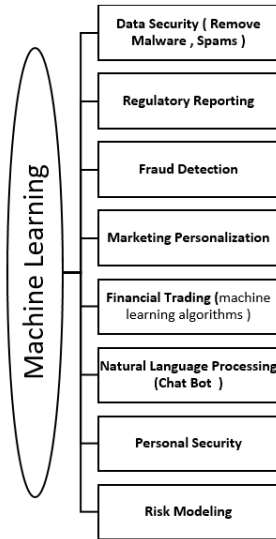 Machine Learning
Data Security ( Remove
Malware , Spams )
Regulatory Reporting
Fraud Detection
Marketing Personalization
Financial Trading (machine
learning algorithms )
Natural Language Processing
(Chat Bot )
Personal Security
Risk Modeling